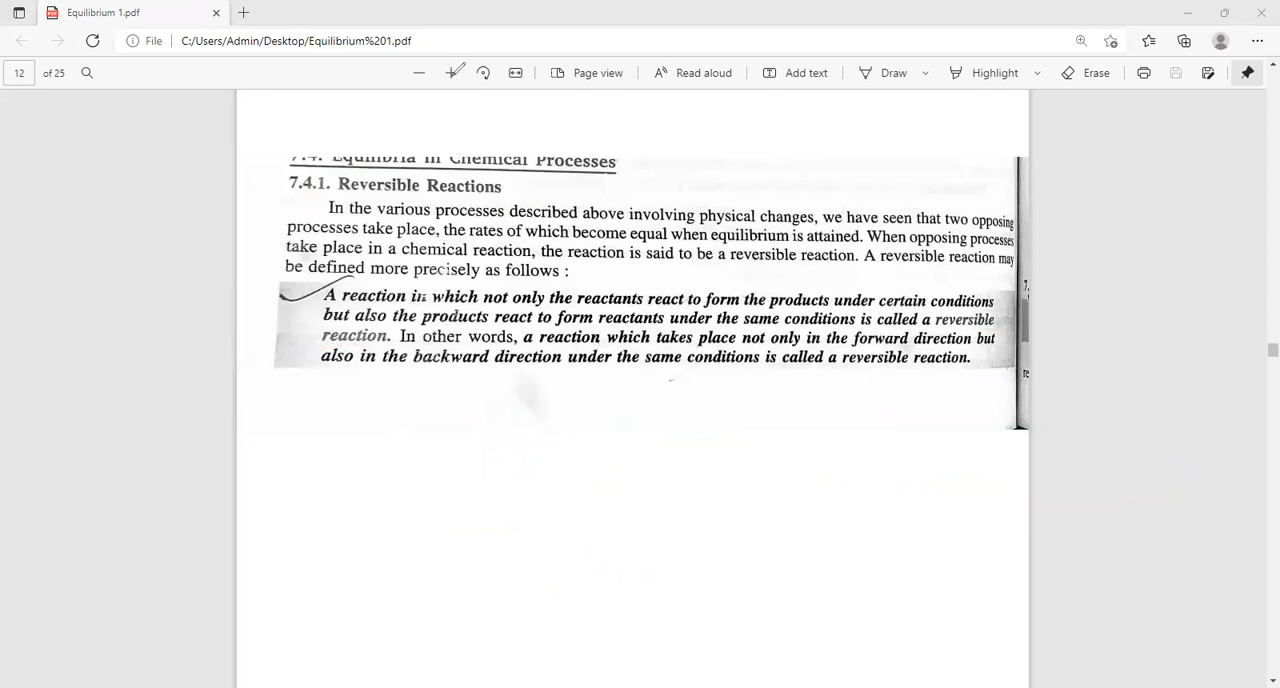 Equilibrium 1.pdf
File C:/Users/Admin/Desktop/Equilibrium%201.pdf
12 of 25 Page view Read aloud Add text Draw Highlight Erase
7.4. Equilibria in Chemical Processes
7.4.1. Reversible Reactions
In the various processes described above involving physical changes, we have seen that two opposing
processes take place, the rates of which become equal when equilibrium is attained. When opposing processes
take place in a chemical reaction, the reaction is said to be a reversible reaction. A reversible reaction may
be defined more precisely as follows :
A reaction in which not only the reactants react to form the products under certain conditions
but also the products react to form reactants under the same conditions is called a reversible
reaction. In other words, a reaction which takes place not only in the forward direction but
also in the backward direction under the same conditions is called a reversible reaction.
7.
re